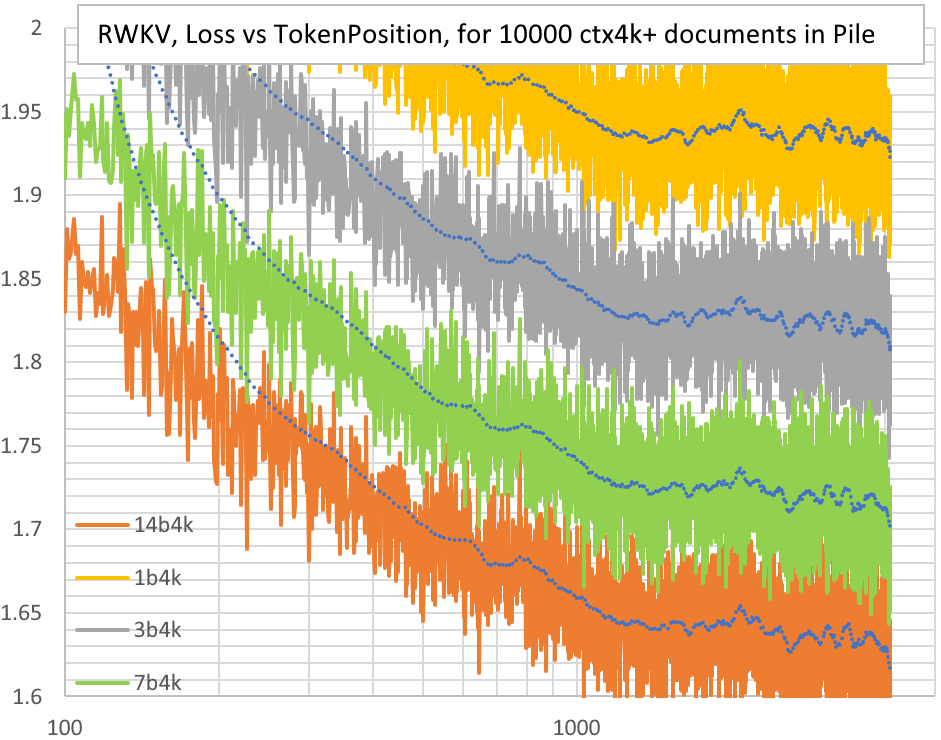 RWKV, Loss vs TokenPosition, for 10000 ctx4k+ documents in Pile
2
1.95
1.9
1.85
1.8
1.75
1.7
1.65
1.6
14b4k
1b4k
3b4k
7b4k
100
1000